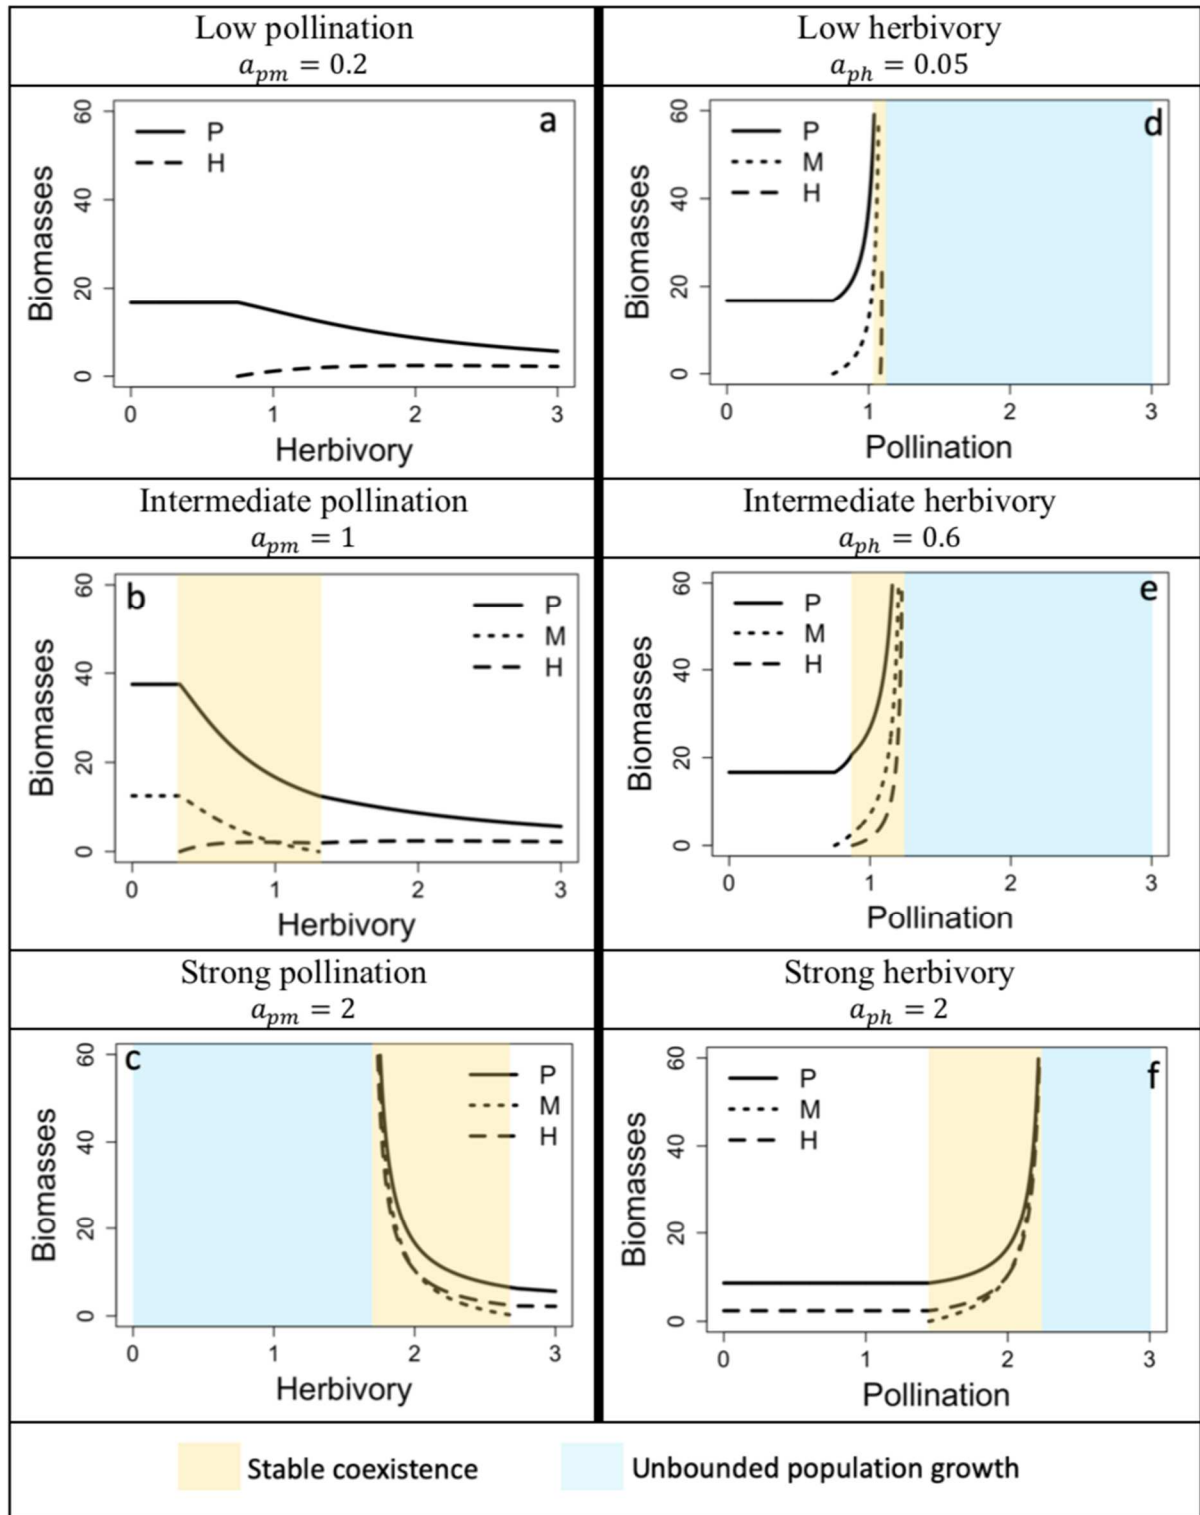 Low pollination
a_pm = 0.2
Low herbivory
a_ph = 0.05
a
P
H
Biomasses
0 20 40 60
0 1 2 3
Herbivory
d
P
M
H
Biomasses
0 20 40 60
0 1 2 3
Pollination
Intermediate pollination
a_pm = 1
Intermediate herbivory
a_ph = 0.6
b
P
M
H
Biomasses
0 20 40 60
0 1 2 3
Herbivory
e
P
M
H
Biomasses
0 20 40 60
0 1 2 3
Pollination
Strong pollination
a_pm = 2
Strong herbivory
a_ph = 2
c
P
M
H
Biomasses
0 20 40 60
0 1 2 3
Herbivory
f
P
M
H
Biomasses
0 20 40 60
0 1 2 3
Pollination
Stable coexistence
Unbounded population growth